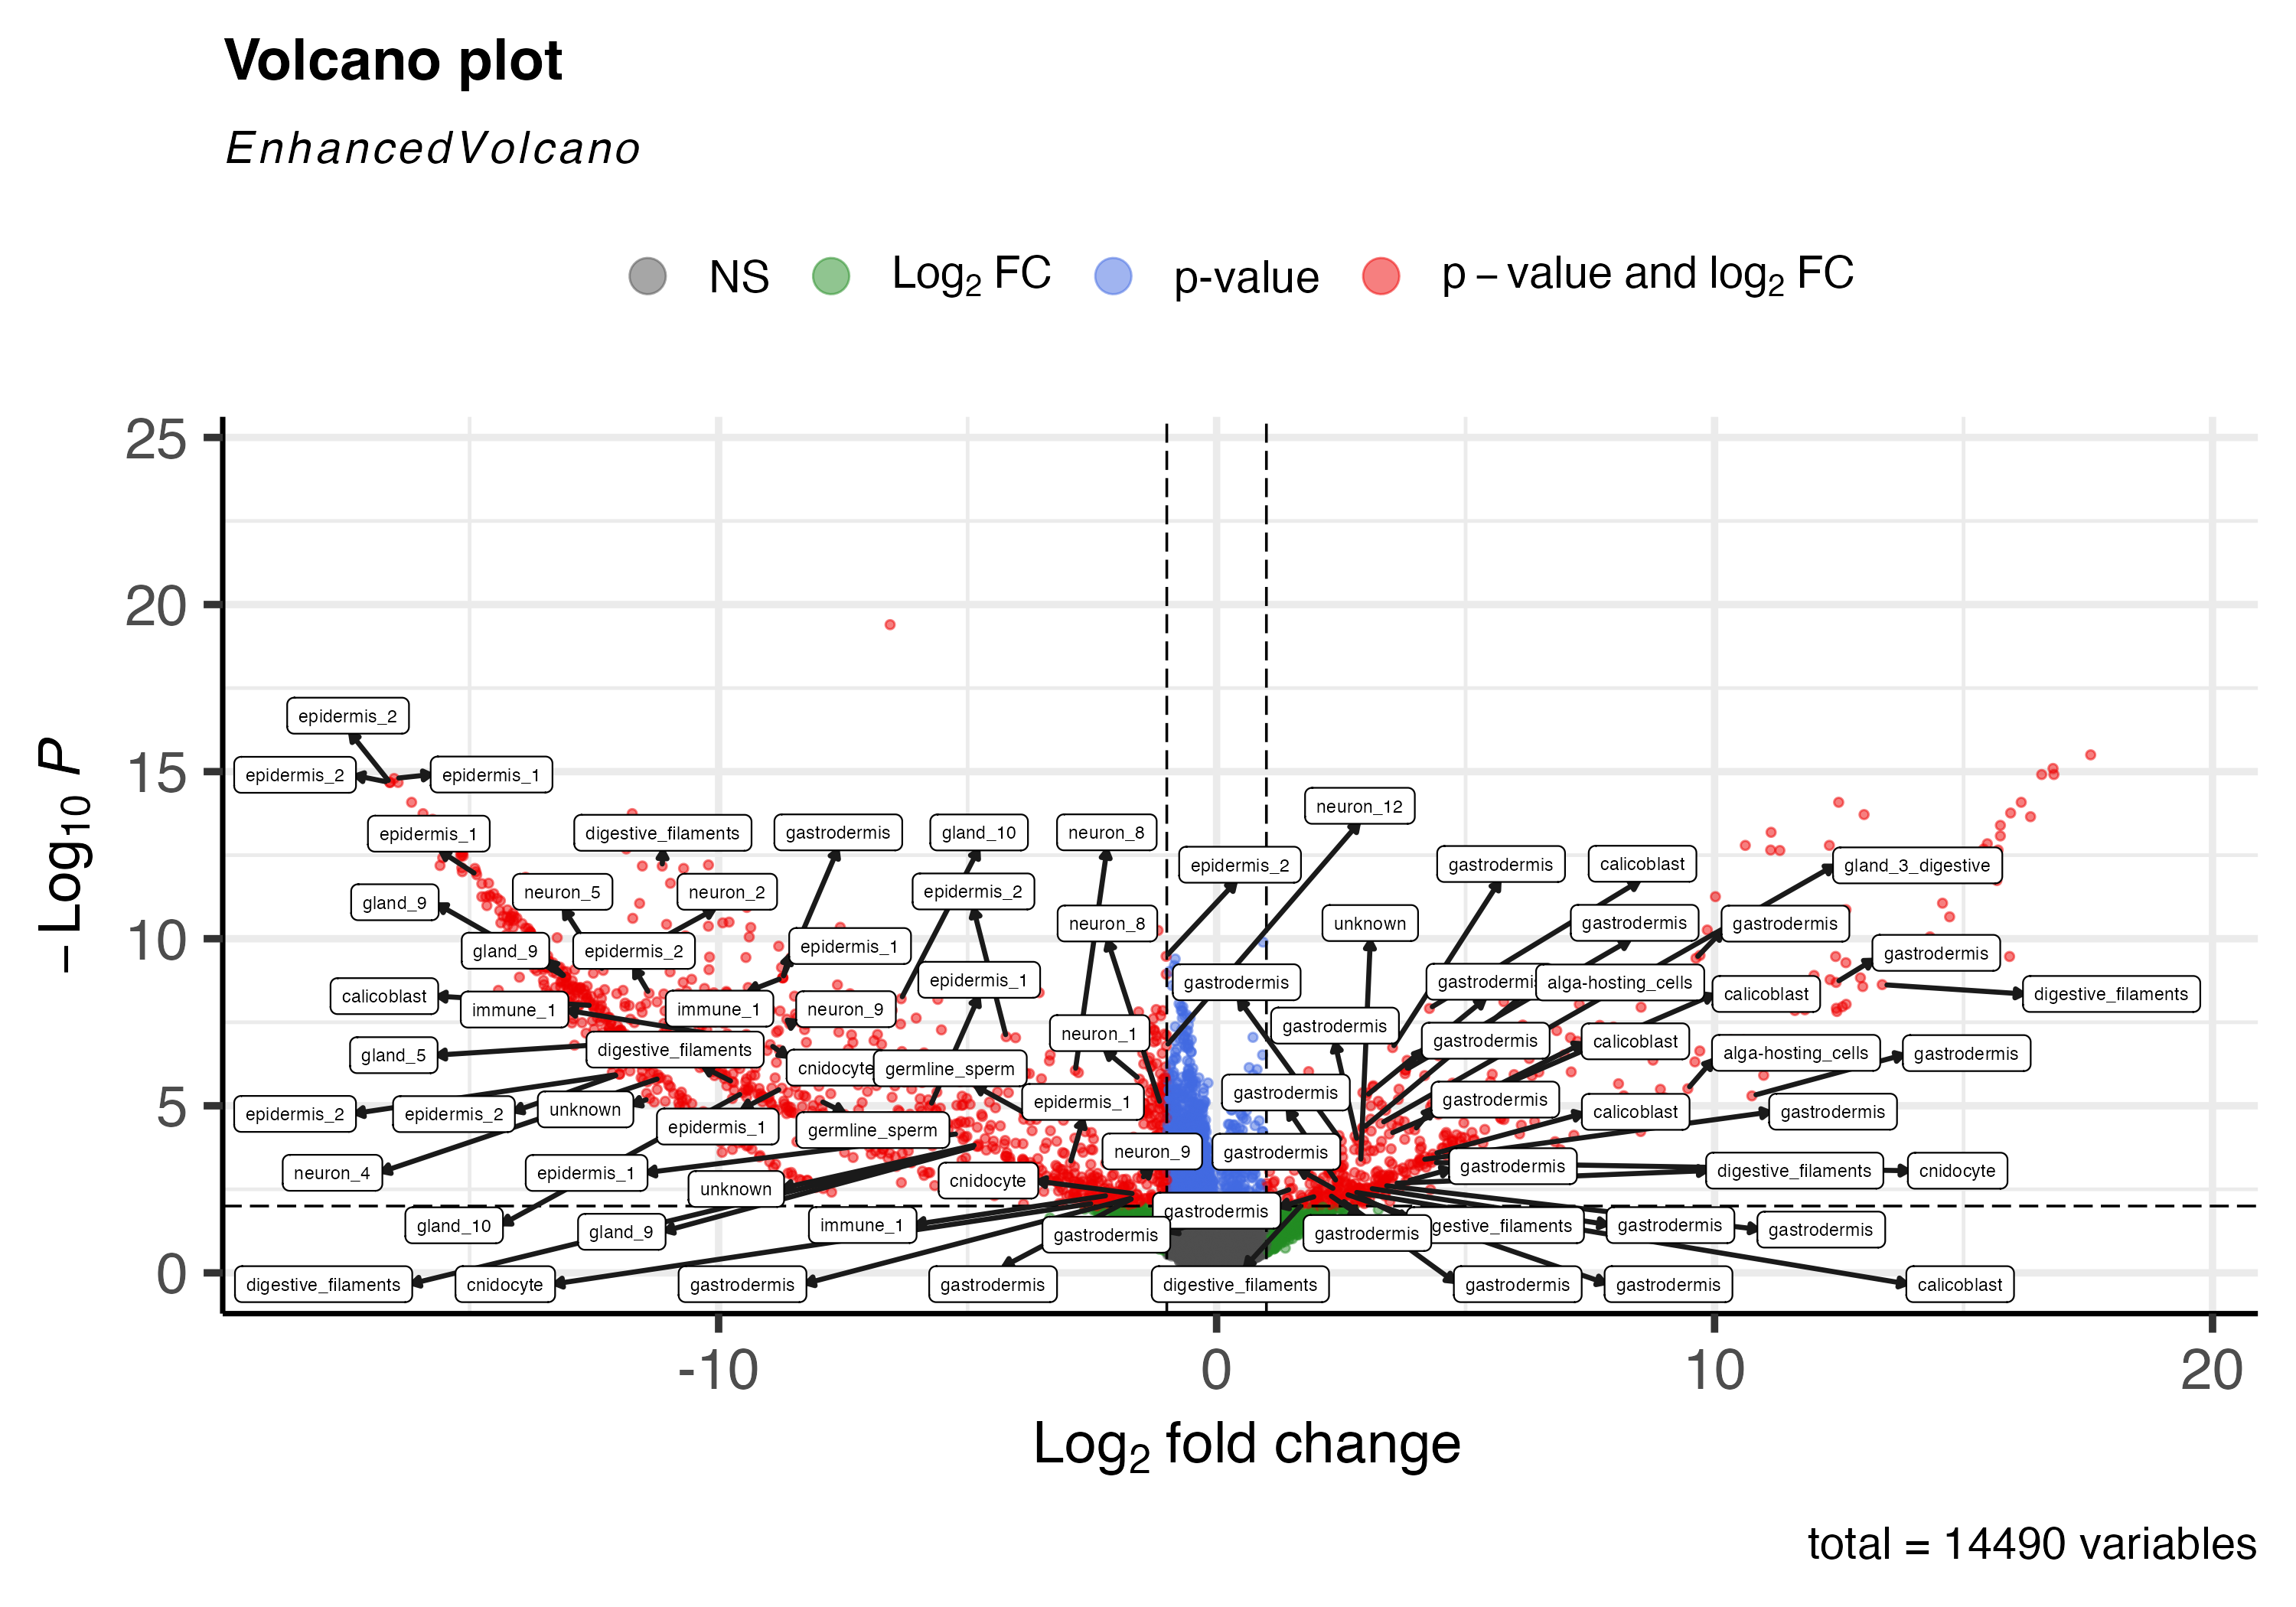 Volcano plot
EnhancedVolcano
NS Log2 FC p-value p – value and log2 FC
25
20
15
10
5
0
–Log10 P
epidermis_2
epidermis_2 epidermis_1
neuron_12
epidermis_1 digestive_filaments gastrodermis gland_10 neuron_8
epidermis_2 gastrodermis calicoblast gland_3_digestive
gland_9 neuron_5 neuron_2 epidermis_2
neuron_8 unknown gastrodermis gastrodermis
gland_9 epidermis_2 epidermis_1 gastrodermis
epidermis_1 gastrodermis gastrodermis alga-hosting_cells
calicoblast immune_1 immune_1 neuron_9 calicoblast digestive_filaments
neuron_1 gastrodermis
gland_5 digestive_filaments gastrodermis calicoblast alga-hosting_cells gastrodermis
cnidocyte germline_sperm
epidermis_2 epidermis_2 unknown epidermis_1 gastrodermis gastrodermis calicoblast gastrodermis
epidermis_1 germline_sperm
neuron_9 gastrodermis
neuron_4 epidermis_1 unknown cnidocyte gastrodermis digestive_filaments cnidocyte
gastrodermis
gland_10 gland_9 immune_1 gastrodermis gastrodermis gestive_filaments gastrodermis gastrodermis
digestive_filaments cnidocyte gastrodermis gastrodermis digestive_filaments gastrodermis gastrodermis calicoblast
-10 0 10 20
Log2 fold change
total = 14490 variables